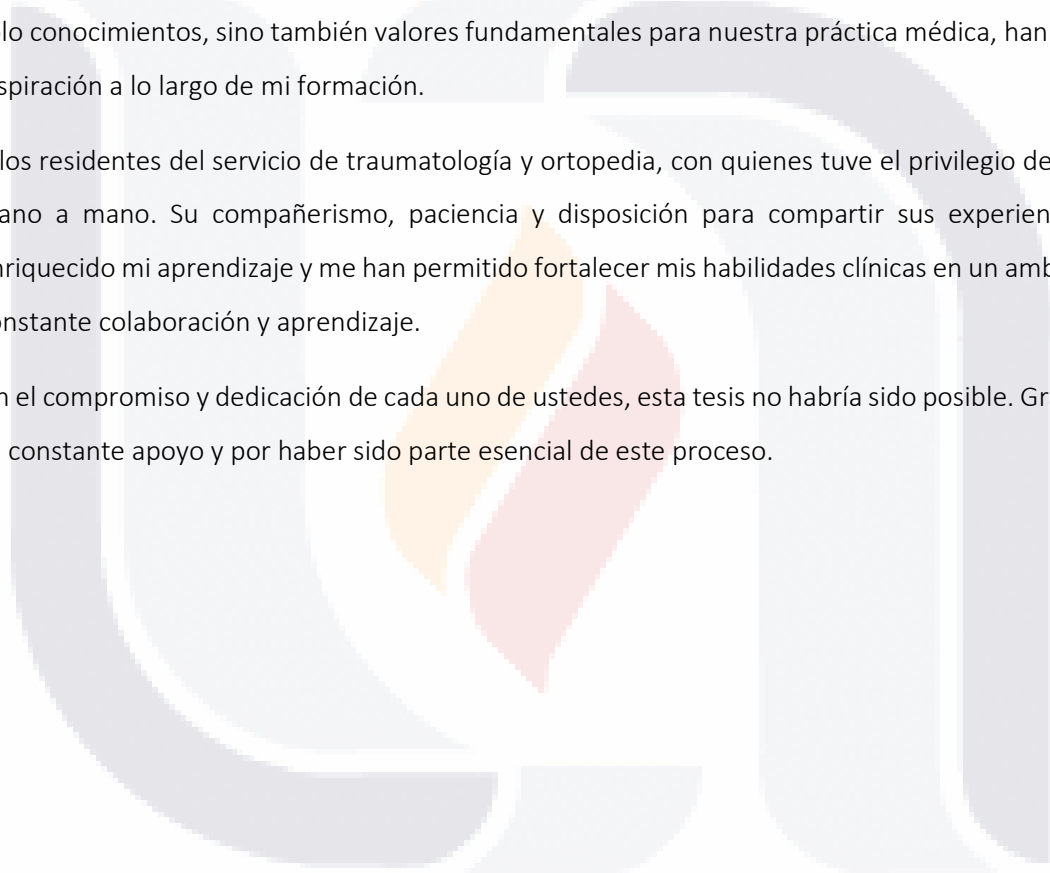 lo conocimientos, sino también valores fundamentales para nuestra práctica médica, han
spiración a lo largo de mi formación.
los residentes del servicio de traumatología y ortopedia, con quienes tuve el privilegio de
ano a mano. Su compañerismo, paciencia y disposición para compartir sus experien
nriquecido mi aprendizaje y me han permitido fortalecer mis habilidades clínicas en un amb
onstante colaboración y aprendizaje.
n el compromiso y dedicación de cada uno de ustedes, esta tesis no habría sido posible. Gr
constante apoyo y por haber sido parte esencial de este proceso.